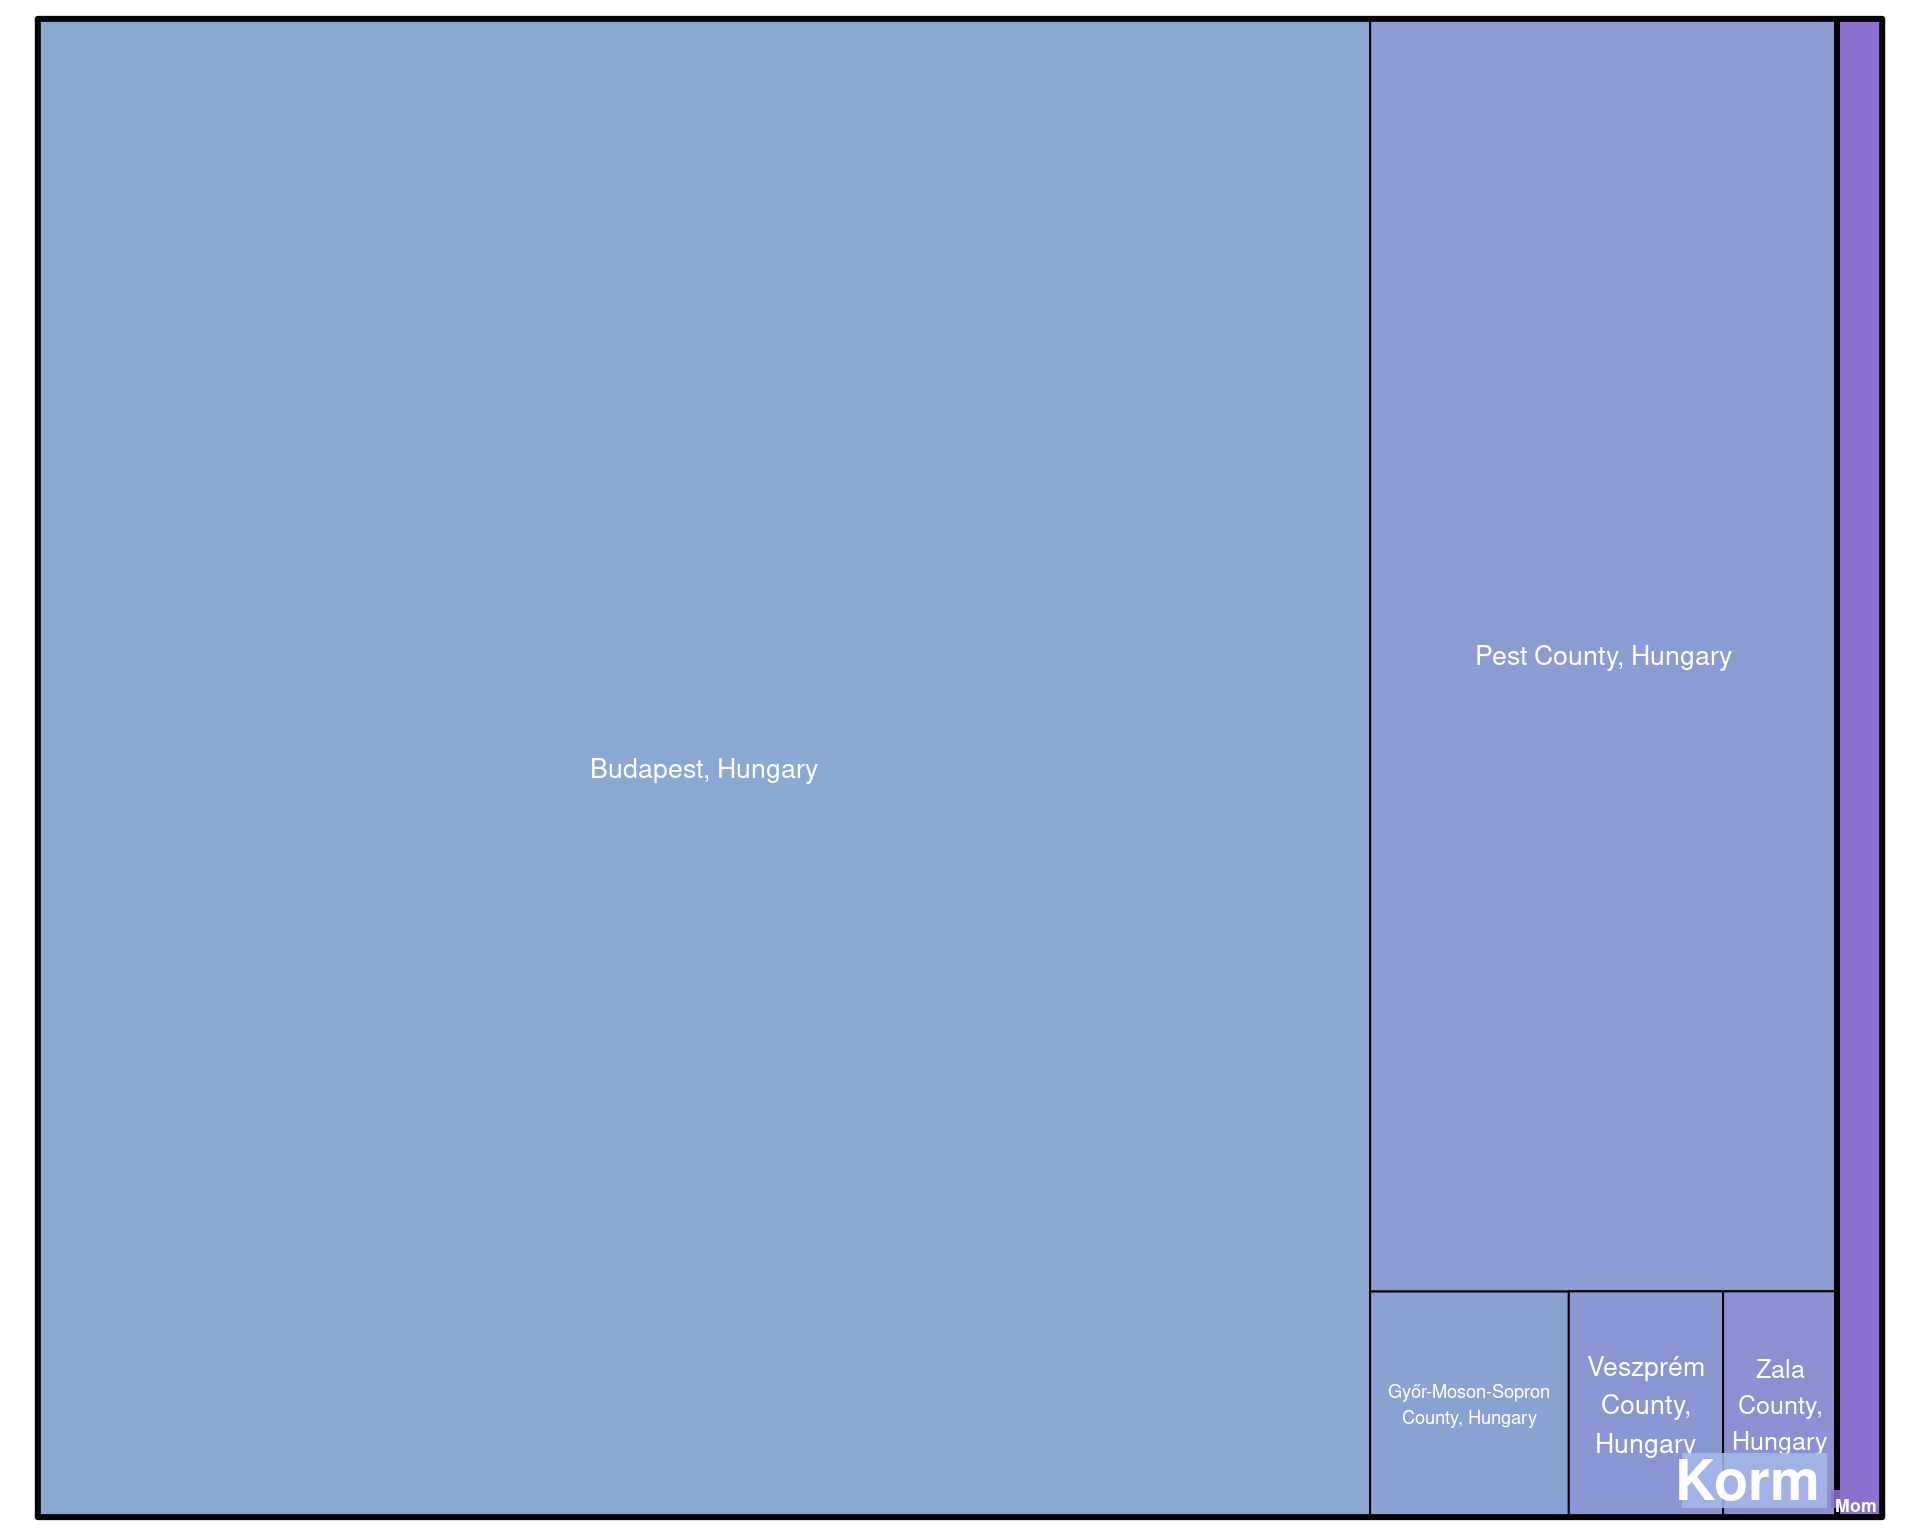 Budapest, Hungary
Pest County, Hungary
Győr-Moson-Sopron
County, Hungary
Veszprém
County,
Hungary
Zala
County,
Hungary
Korm
Mom